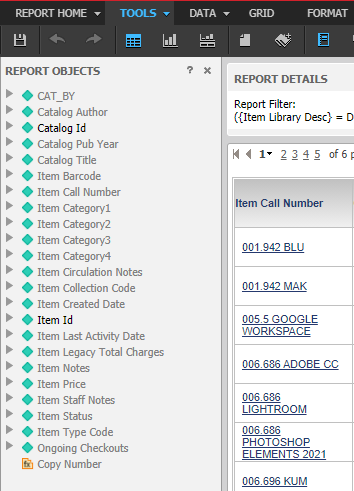 REPORT HOME TOOLS DATA GRID FORMAT
REPORT OBJECTS ? ×
CAT_BY
Catalog Author
Catalog Id
Catalog Pub Year
Catalog Title
Item Barcode
Item Call Number
Item Category1
Item Category2
Item Category3
Item Category4
Item Circulation Notes
Item Collection Code
Item Created Date
Item Id
Item Last Activity Date
Item Legacy Total Charges
Item Notes
Item Price
Item Staff Notes
Item Status
Item Type Code
Ongoing Checkouts
Copy Number
REPORT DETAILS
Report Filter:
({Item Library Desc} = D
1 2 3 4 5 of 6 p
Item Call Number
001.942 BLU
001.942 MAK
005.5 GOOGLE
WORKSPACE
006.686 ADOBE CC
006.686
LIGHTROOM
006.686
PHOTOSHOP
ELEMENTS 2021
006.696 KUM